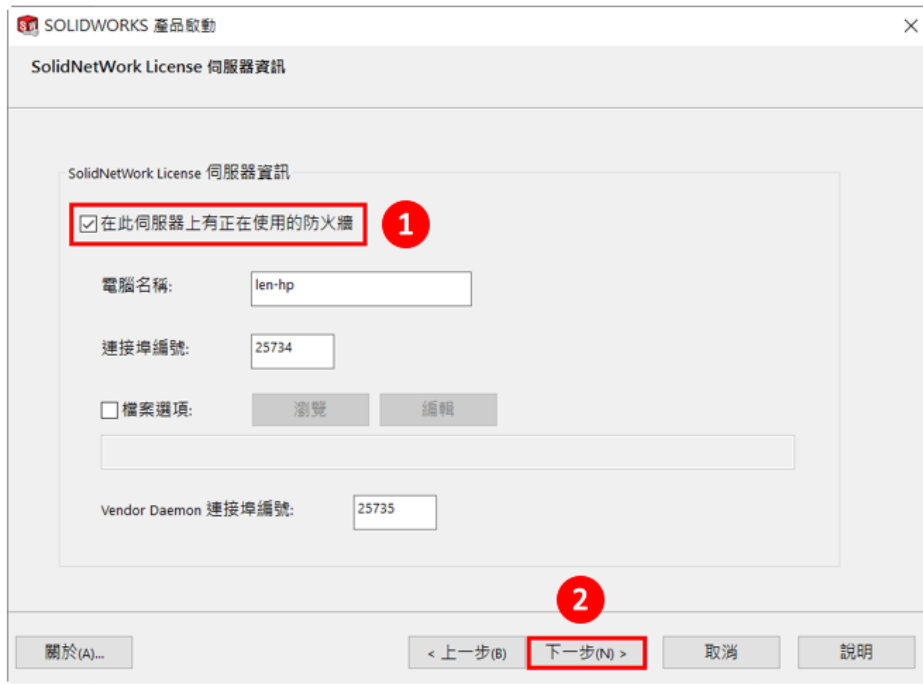 SOLIDWORKS 產品啟動
SolidNetWork License 伺服器資訊
SolidNetWork License 伺服器資訊
在此伺服器上有正在使用的防火牆
1
電腦名稱: len-hp
連接埠編號: 25734
檔案選項: 瀏覽 編輯
Vendor Daemon 連接埠編號: 25735
2
關於(A)... < 上一步(B) 下一步(N) > 取消 說明